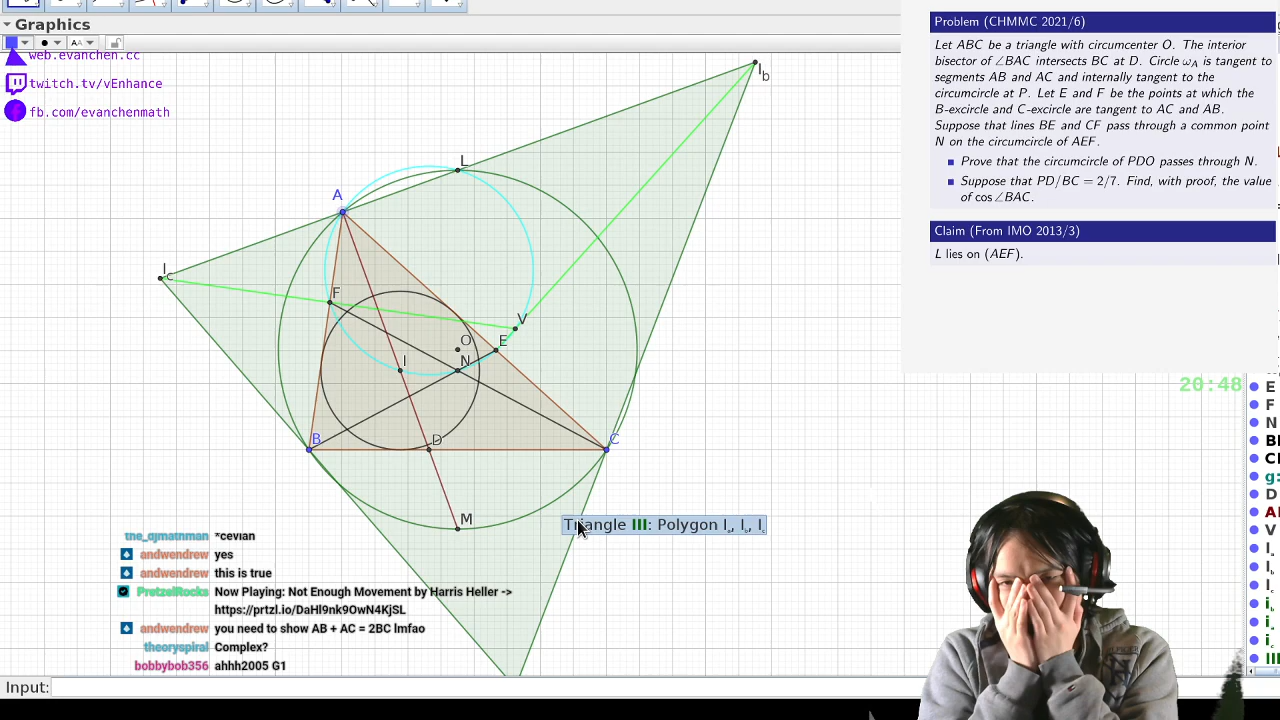 Graphics
web.evanchen.cc
twitch.tv/vEnhance
fb.com/evanchenmath
Problem (CHMMC 2021/6)
Let ABC be a triangle with circumcenter O. The interior
bisector of ∠BAC intersects BC at D. Circle ω_A is tangent to
segments AB and AC and internally tangent to the
circumcircle at P. Let E and F be the points at which the
B-excircle and C-excircle are tangent to AC and AB.
Suppose that lines BE and CF pass through a common point
N on the circumcircle of AEF.
Prove that the circumcircle of PDO passes through N.
Suppose that PD/BC = 2/7. Find, with proof, the value
of cos ∠BAC.
Claim (From IMO 2013/3)
L lies on (AEF).
I_b
L
A
I_c
F
V
O
E
I
N
B
D
C
M
Triangle III: Polygon I_a, I_b, I_c
20:48
E
F
N
D
V
the_djmathman *cevian
andwendrew yes
andwendrew this is true
PretzelRocks Now Playing: Not Enough Movement by Harris Heller ->
https://prtzl.io/DaHl9nk9OwN4KjSL
andwendrew you need to show AB + AC = 2BC lmfao
theoryspiral Complex?
bobbybob356 ahhh2005 G1
Input: